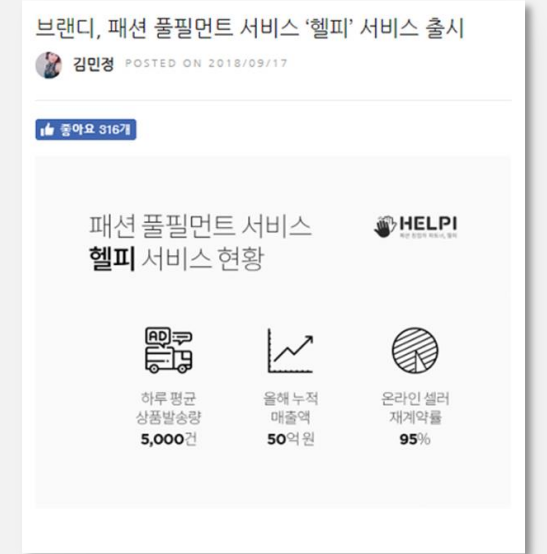 브랜디, 패션 풀필먼트 서비스 ‘헬피’ 서비스 출시
김민정 POSTED ON 2018/09/17
좋아요 316개
패션 풀필먼트 서비스
헬피 서비스 현황
HELPI
AD
하루 평균
상품발송량
5,000건
올해 누적
매출액
50억 원
온라인 셀러
재계약률
95%